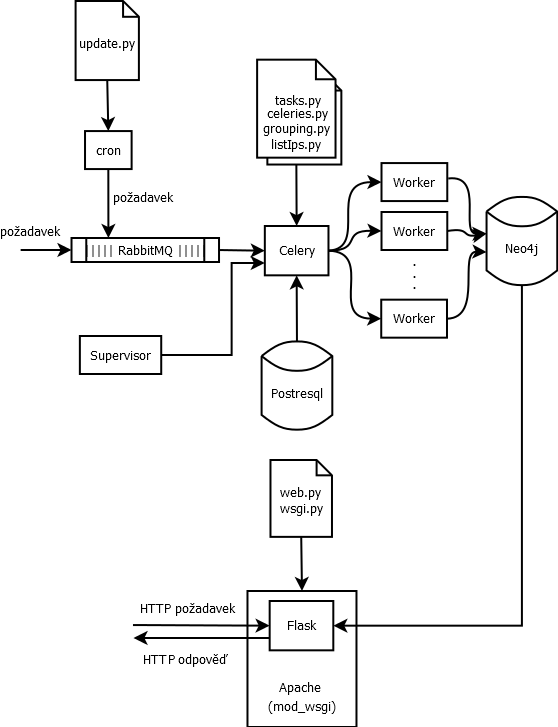 update.py
cron
požadavek
požadavek
RabbitMQ
tasks.py
celeries.py
grouping.py
listIps.py
Celery
Worker
Worker
Worker
Neo4j
Supervisor
Postresql
web.py
wsgi.py
HTTP požadavek
HTTP odpověď
Flask
Apache
(mod_wsgi)